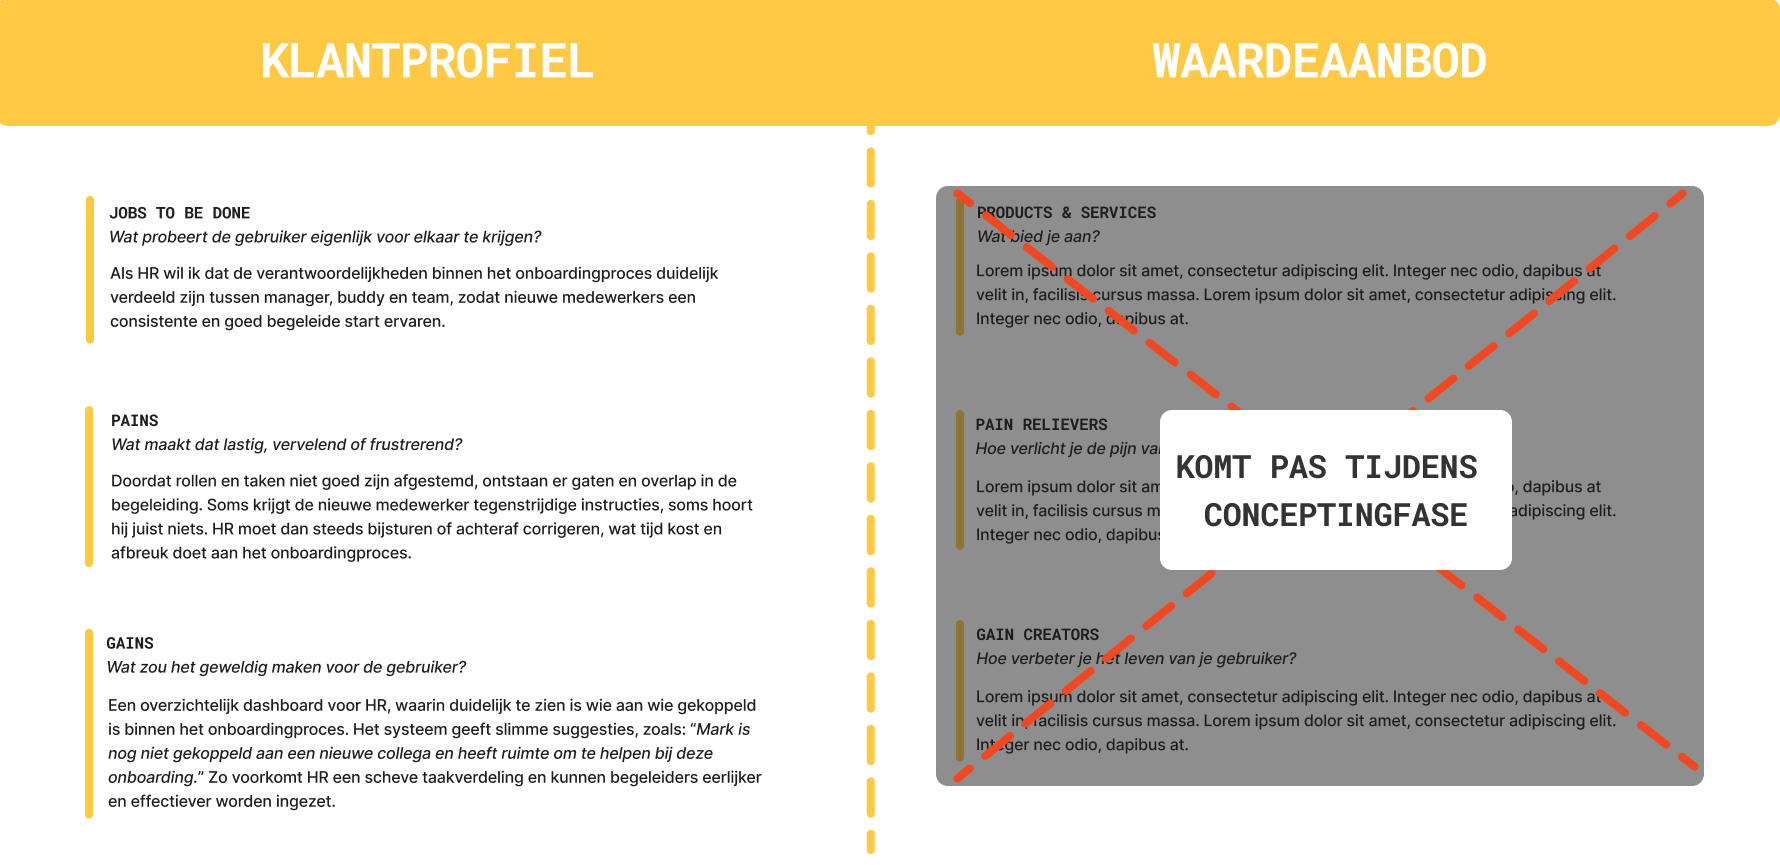 KLANTPROFIEL
WAARDEAANBOD
JOBS TO BE DONE
Wat probeert de gebruiker eigenlijk voor elkaar te krijgen?
Als HR wil ik dat de verantwoordelijkheden binnen het onboardingproces duidelijk
verdeeld zijn tussen manager, buddy en team, zodat nieuwe medewerkers een
consistente en goed begeleide start ervaren.
PAINS
Wat maakt dat lastig, vervelend of frustrerend?
Doordat rollen en taken niet goed zijn afgestemd, ontstaan er gaten en overlap in de
begeleiding. Soms krijgt de nieuwe medewerker tegenstrijdige instructies, soms hoort
hij juist niets. HR moet dan steeds bijsturen of achteraf corrigeren, wat tijd kost en
afbreuk doet aan het onboardingproces.
GAINS
Wat zou het geweldig maken voor de gebruiker?
Een overzichtelijk dashboard voor HR, waarin duidelijk te zien is wie aan wie gekoppeld
is binnen het onboardingproces. Het systeem geeft slimme suggesties, zoals: “Mark is
nog niet gekoppeld aan een nieuwe collega en heeft ruimte om te helpen bij deze
onboarding.” Zo voorkomt HR een scheve taakverdeling en kunnen begeleiders eerlijker
en effectiever worden ingezet.
PRODUCTS & SERVICES
Wat bied je aan?
Lorem ipsum dolor sit amet, consectetur adipiscing elit. Integer nec odio, dapibus at
velit in, facilisis cursus massa. Lorem ipsum dolor sit amet, consectetur adipiscing elit.
Integer nec odio, dapibus at.
PAIN RELIEVERS
Hoe verlicht je de pijn
Lorem ipsum dolor sit dapibus at
velit in, facilisis cursus adipiscing elit.
Integer nec odio,
KOMT PAS TIJDENS
CONCEPTINGFASE
GAIN CREATORS
Hoe verbeter je het leven van je gebruiker?
Lorem ipsum dolor sit amet, consectetur adipiscing elit. Integer nec odio, dapibus at
velit in, facilisis cursus massa. Lorem ipsum dolor sit amet, consectetur adipiscing elit.
Integer nec odio, dapibus at.